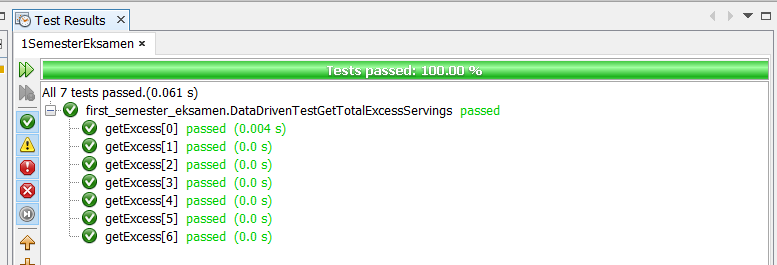 Test Results
1SemesterEksamen
Tests passed: 100.00 %
All 7 tests passed.(0.061 s)
first_semester_eksamen.DataDrivenTestGetTotalExcessServings passed
getExcess[0] passed (0.004 s)
getExcess[1] passed (0.0 s)
getExcess[2] passed (0.0 s)
getExcess[3] passed (0.0 s)
getExcess[4] passed (0.0 s)
getExcess[5] passed (0.0 s)
getExcess[6] passed (0.0 s)